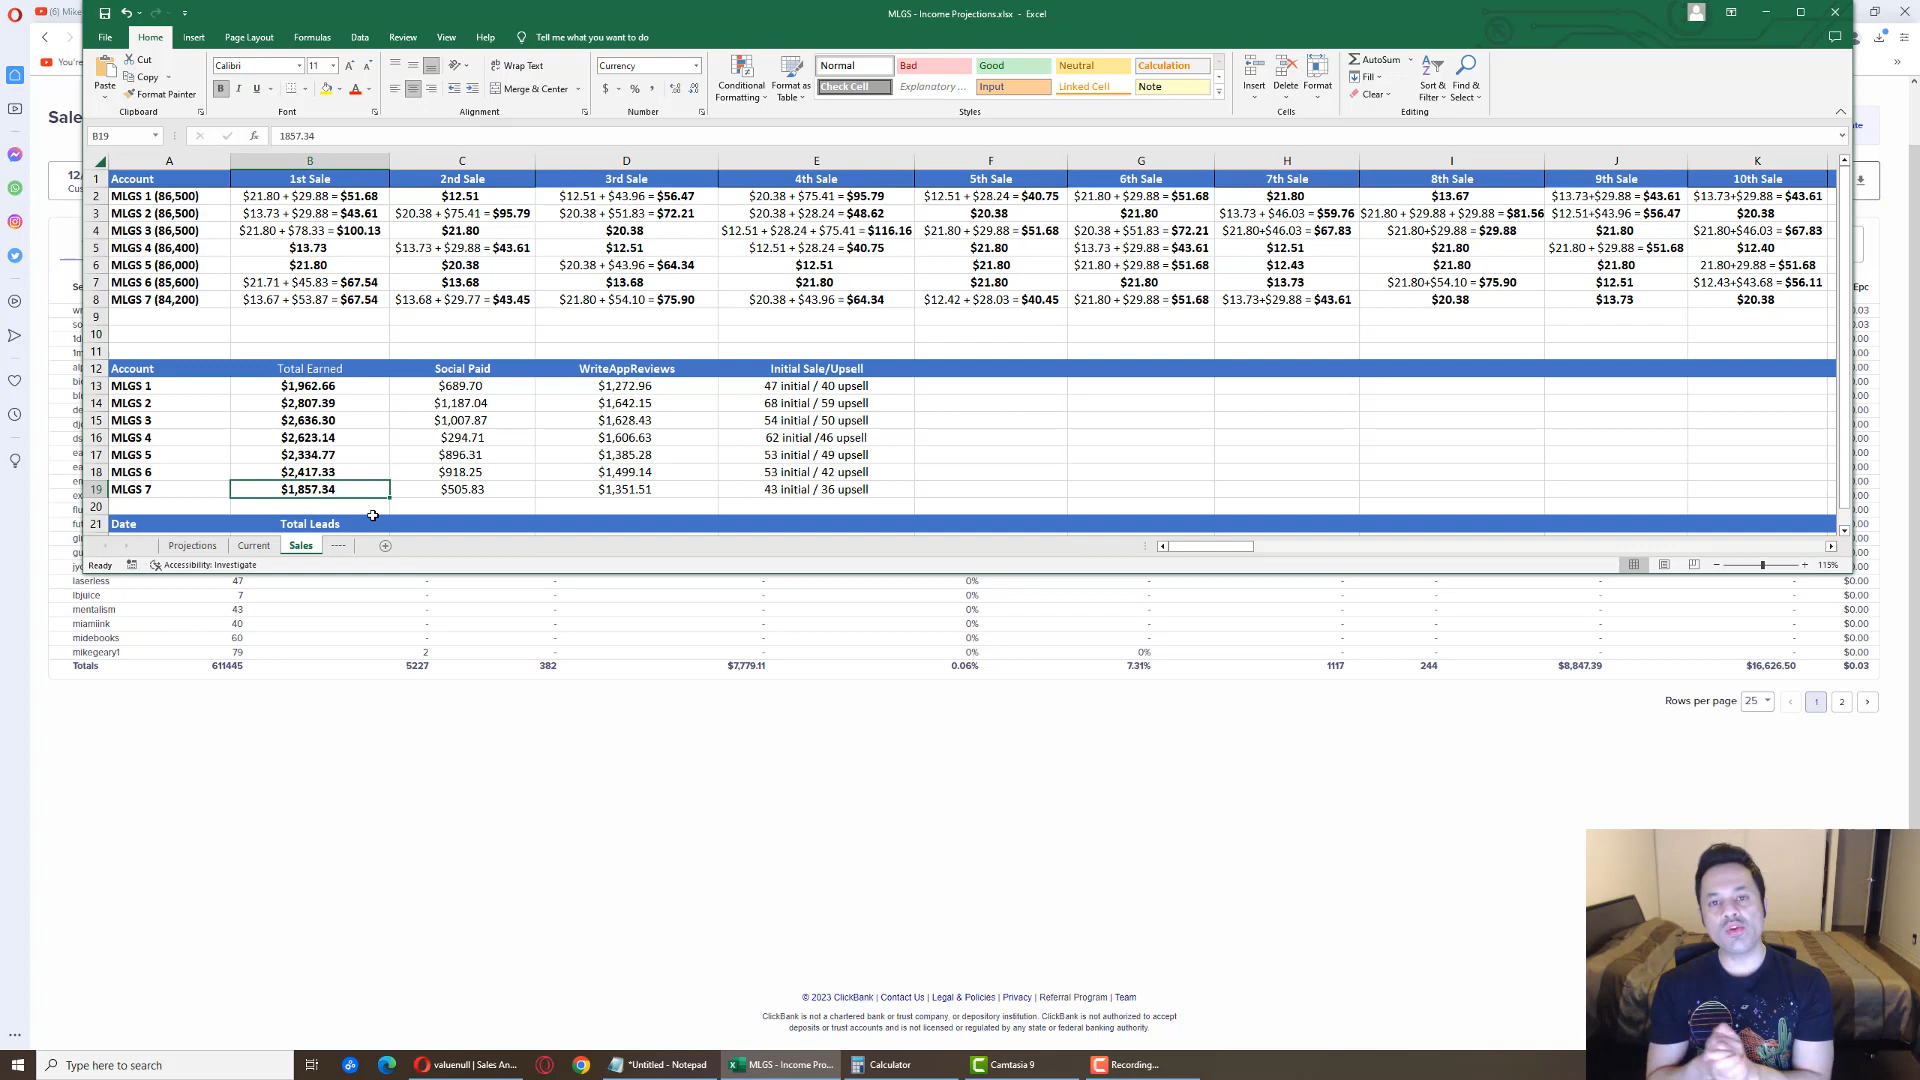 MLGS - Income Projections.xlsx - Excel
File Home Insert Page Layout Formulas Data Review View Help Tell me what you want to do
Paste
Cut
Copy
Format Painter
Calibri 11
B I U
Wrap Text
Merge & Center
Currency
$ % ,
Conditional Formatting
Format as Table
Normal Bad Good Neutral Calculation
Check Cell Explanatory ... Input Linked Cell Note
Insert Delete Format
AutoSum
Fill
Clear
Sort & Filter
Find & Select
Clipboard Font Alignment Number Styles Cells Editing
B19 fx 1857.34
A B C D E F G H I J K
1 Account 1st Sale 2nd Sale 3rd Sale 4th Sale 5th Sale 6th Sale 7th Sale 8th Sale 9th Sale 10th Sale
2 MLGS 1 (86,500) $21.80 + $29.88 = $51.68 $12.51 $12.51 + $43.96 = $56.47 $20.38 + $75.41 = $95.79 $12.51 + $28.24 = $40.75 $21.80 + $29.88 = $51.68 $21.80 $13.67 $13.73+$29.88 = $43.61 $13.73+$29.88 = $43.61
3 MLGS 2 (86,500) $13.73 + $29.88 = $43.61 $20.38 + $75.41 = $95.79 $20.38 + $51.83 = $72.21 $20.38 + $28.24 = $48.62 $20.38 $21.80 $13.73 + $46.03 = $59.76 $21.80 + $29.88 + $29.88 = $81.56 $12.51+$43.96 = $56.47 $20.38
4 MLGS 3 (86,500) $21.80 + $78.33 = $100.13 $21.80 $20.38 $12.51 + $28.24 + $75.41 = $116.16 $21.80 + $29.88 = $51.68 $20.38 + $51.83 = $72.21 $21.80+$46.03 = $67.83 $21.80+$29.88 = $29.88 $21.80 $21.80+$46.03 = $67.83
5 MLGS 4 (86,400) $13.73 $13.73 + $29.88 = $43.61 $12.51 $12.51 + $28.24 = $40.75 $21.80 $13.73 + $29.88 = $43.61 $12.51 $21.80 $21.80 + $29.88 = $51.68 $12.40
6 MLGS 5 (86,000) $21.80 $20.38 $20.38 + $43.96 = $64.34 $12.51 $21.80 $21.80 + $29.88 = $51.68 $12.43 $21.80 $21.80 21.80+29.88 = $51.68
7 MLGS 6 (85,600) $21.71 + $45.83 = $67.54 $13.68 $13.68 $21.80 $21.80 $21.80 $13.73 $21.80+$54.10 = $75.90 $12.51 $12.43+$43.68 = $56.11
8 MLGS 7 (84,200) $13.67 + $53.87 = $67.54 $13.68 + $29.77 = $43.45 $21.80 + $54.10 = $75.90 $20.38 + $43.96 = $64.34 $12.42 + $28.03 = $40.45 $21.80 + $29.88 = $51.68 $13.73+$29.88 = $43.61 $20.38 $13.73 $20.38
9
10
11
12 Account Total Earned Social Paid WriteAppReviews Initial Sale/Upsell
13 MLGS 1 $1,962.66 $689.70 $1,272.96 47 initial / 40 upsell
14 MLGS 2 $2,807.39 $1,187.04 $1,642.15 68 initial / 59 upsell
15 MLGS 3 $2,636.30 $1,007.87 $1,628.43 54 initial / 50 upsell
16 MLGS 4 $2,623.14 $294.71 $1,606.63 62 initial /46 upsell
17 MLGS 5 $2,334.77 $896.31 $1,385.28 53 initial / 49 upsell
18 MLGS 6 $2,417.33 $918.25 $1,499.14 53 initial / 42 upsell
19 MLGS 7 $1,857.34 $505.83 $1,351.51 43 initial / 36 upsell
20
21 Date Total Leads
Projections Current Sales ----
Ready Accessibility: Investigate 115%
laserless 47 - - - 0% - - - - $0.00
lbjuice 7 - - - 0% - - - - $0.00
mentalism 43 - - - 0% - - - - $0.00
miamiink 40 - - - 0% - - - - $0.00
midebooks 60 - - - 0% - - - - $0.00
mikegeary1 79 2 - - 0% 0% - - - - $0.00
Totals 611445 5227 382 $7,779.11 0.06% 7.31% 1117 244 $8,847.39 $16,626.50 $0.03
Rows per page 25 1 2
© 2023 ClickBank | Contact Us | Legal & Policies | Privacy | Referral Program | Team
ClickBank is not a chartered bank or trust company, or depository institution. ClickBank is not authorized to accept
deposits or trust accounts and is not licensed or regulated by any state or federal banking authority.
Type here to search
valuenull | Sales An... *Untitled - Notepad MLGS - Income Pro... Calculator Camtasia 9 Recording...